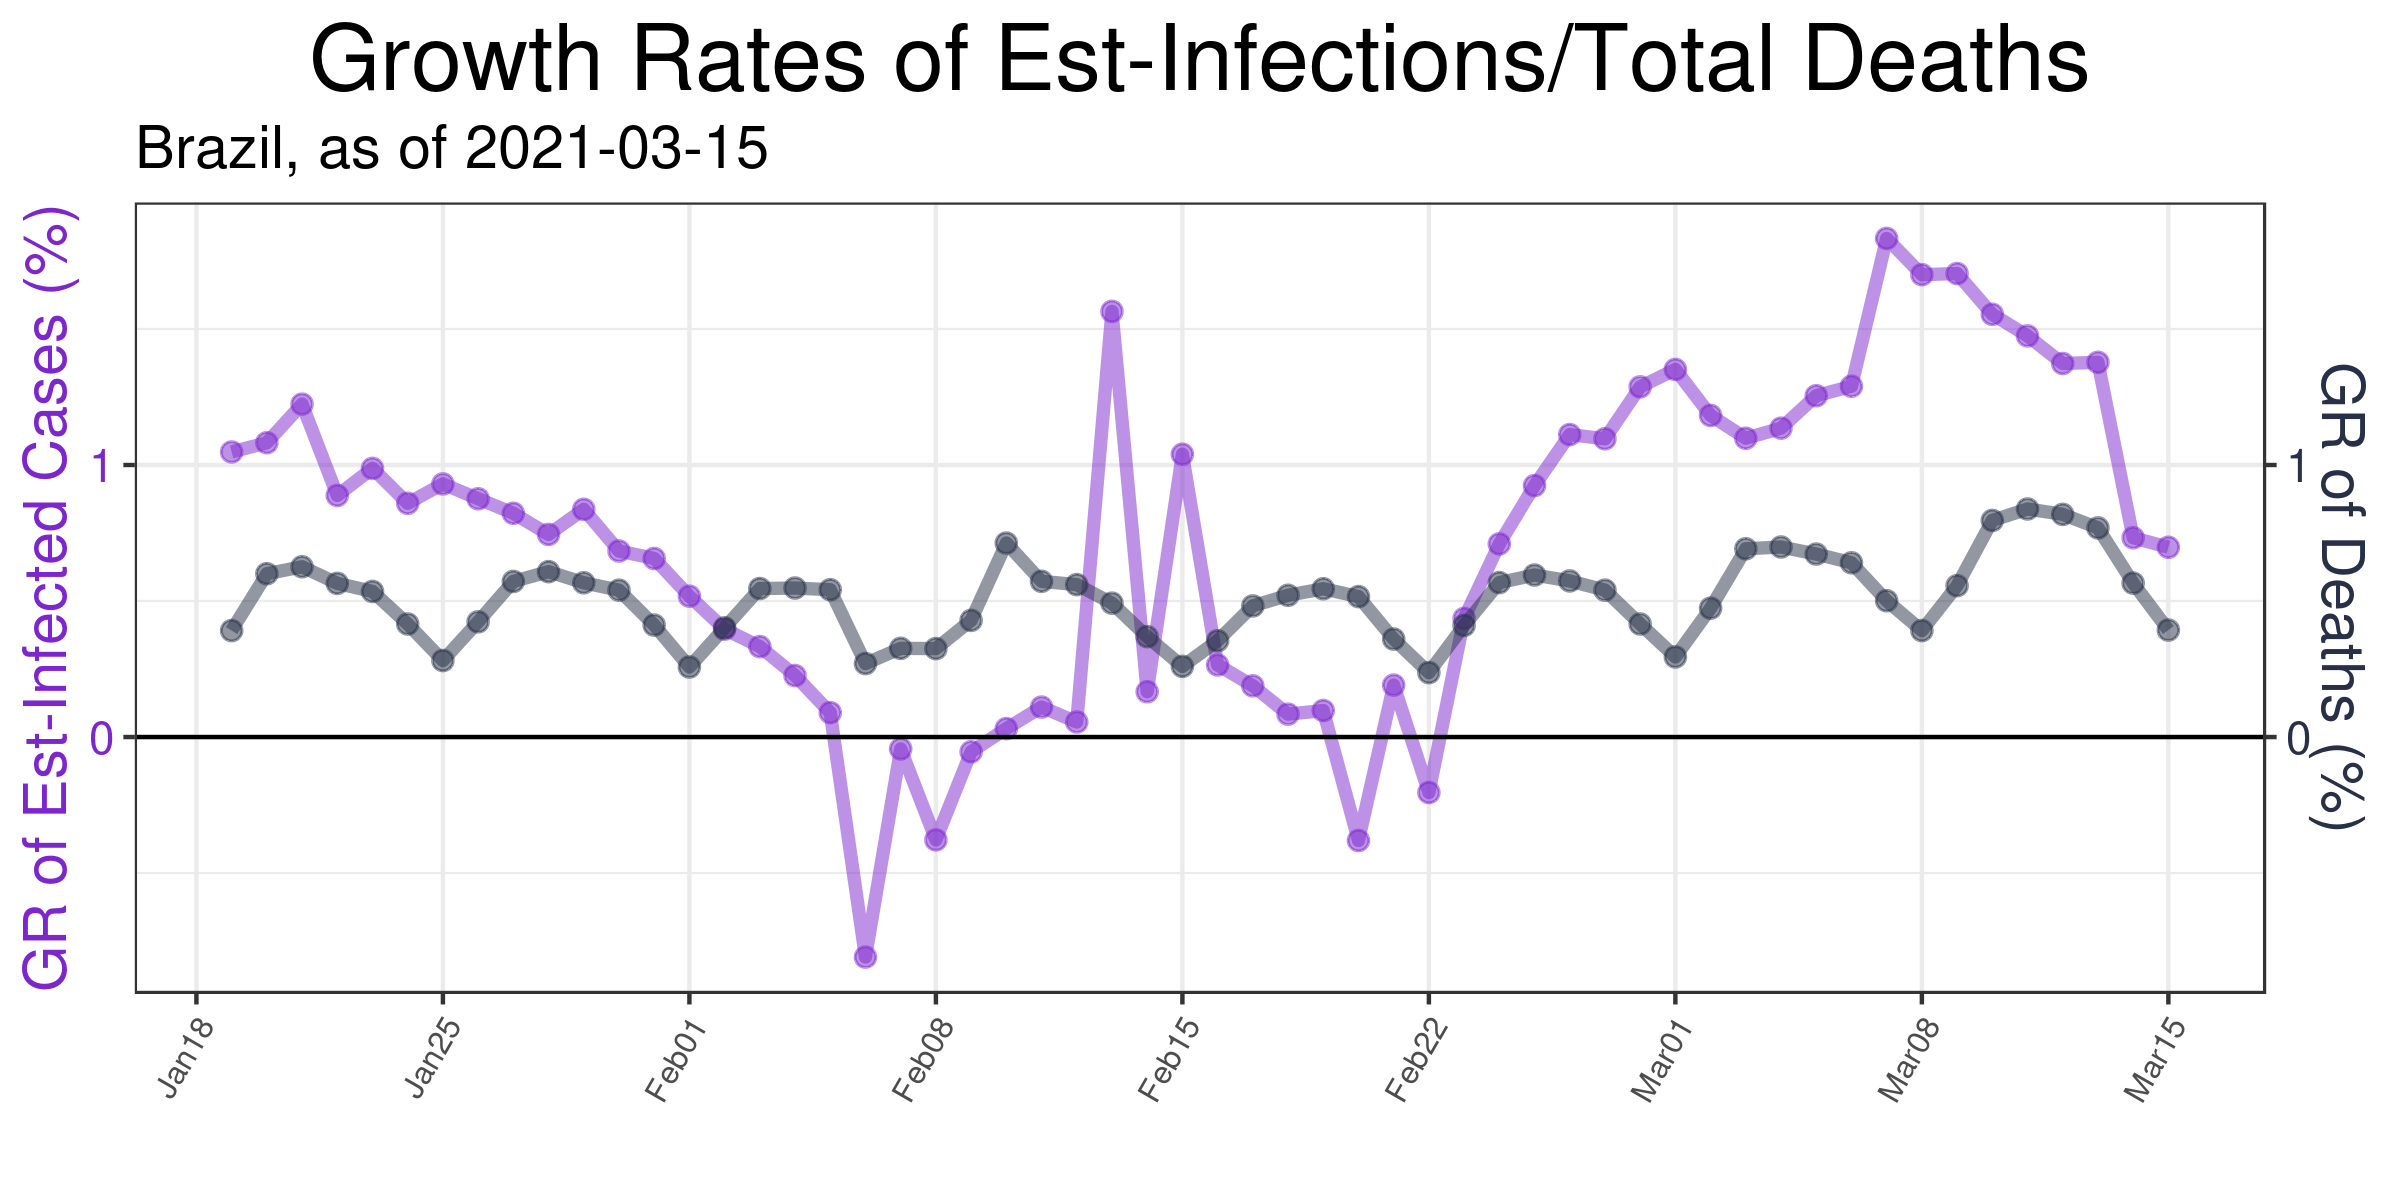 Growth Rates of Est-Infections/Total Deaths
Brazil, as of 2021-03-15
GR of Est-Infected Cases (%)
1
0
1
0
GR of Deaths (%)
Jan18
Jan25
Feb01
Feb08
Feb15
Feb22
Mar01
Mar08
Mar15